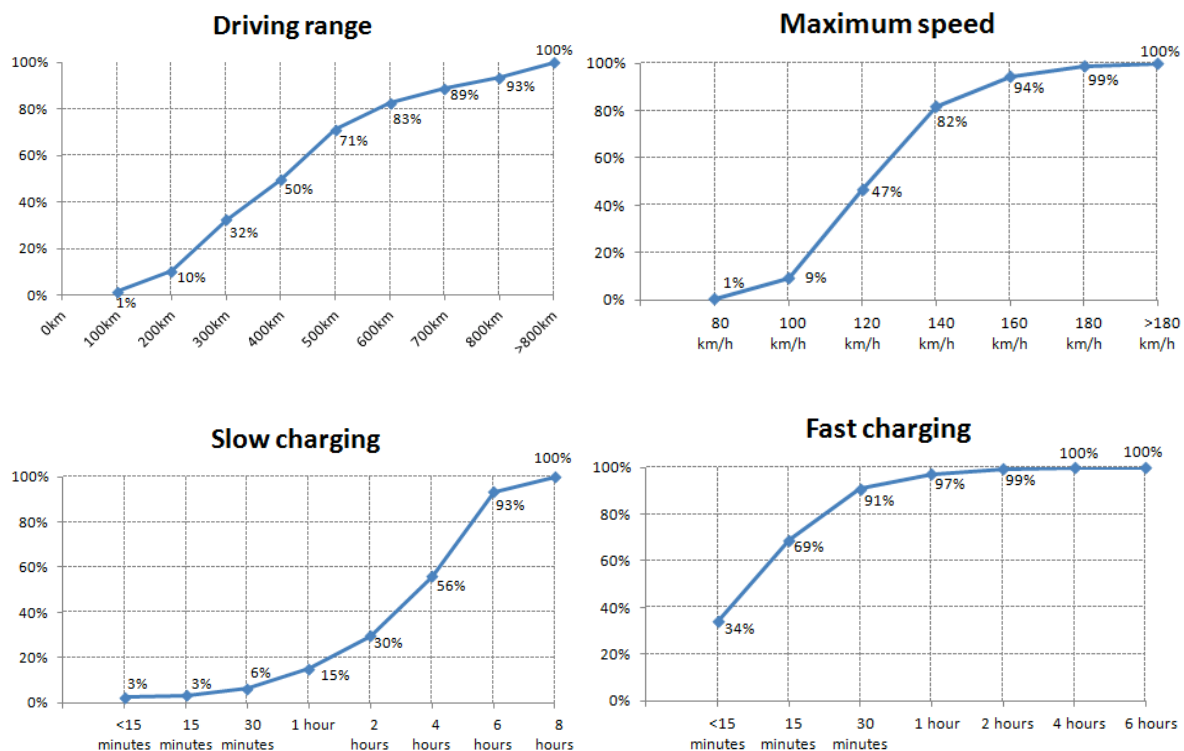 Driving range
100%
100%
80%
60%
40%
20%
0%
1%
10%
32%
50%
71%
83%
89%
93%
0km
100km
200km
300km
400km
500km
600km
700km
800km
>800km
Maximum speed
100%
100%
80%
60%
40%
20%
0%
1%
9%
47%
82%
94%
99%
80 100 120 140 160 180 >180
km/h km/h km/h km/h km/h km/h km/h
Slow charging
100%
100%
80%
60%
40%
20%
0%
3%
3%
6%
15%
30%
56%
93%
<15 15 30 1 hour 2 4 6 8
minutes minutes minutes hours hours hours hours
Fast charging
100% 100%
100%
80%
60%
40%
20%
0%
34%
69%
91%
97%
99%
<15 15 30 1 hour 2 hours 4 hours 6 hours
minutes minutes minutes